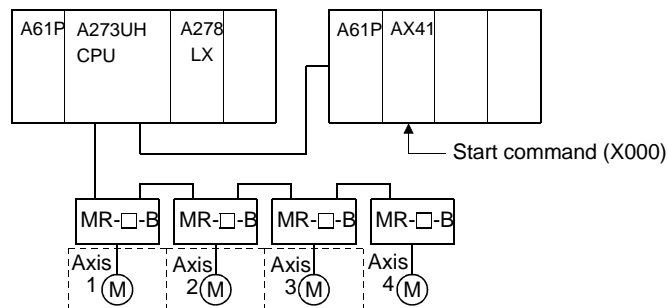 A61P A273UH CPU A278 LX
A61P AX41
Start command (X000)
MR-□-B MR-□-B MR-□-B MR-□-B
Axis 1 Axis 2 Axis 3 Axis 4
M M M M